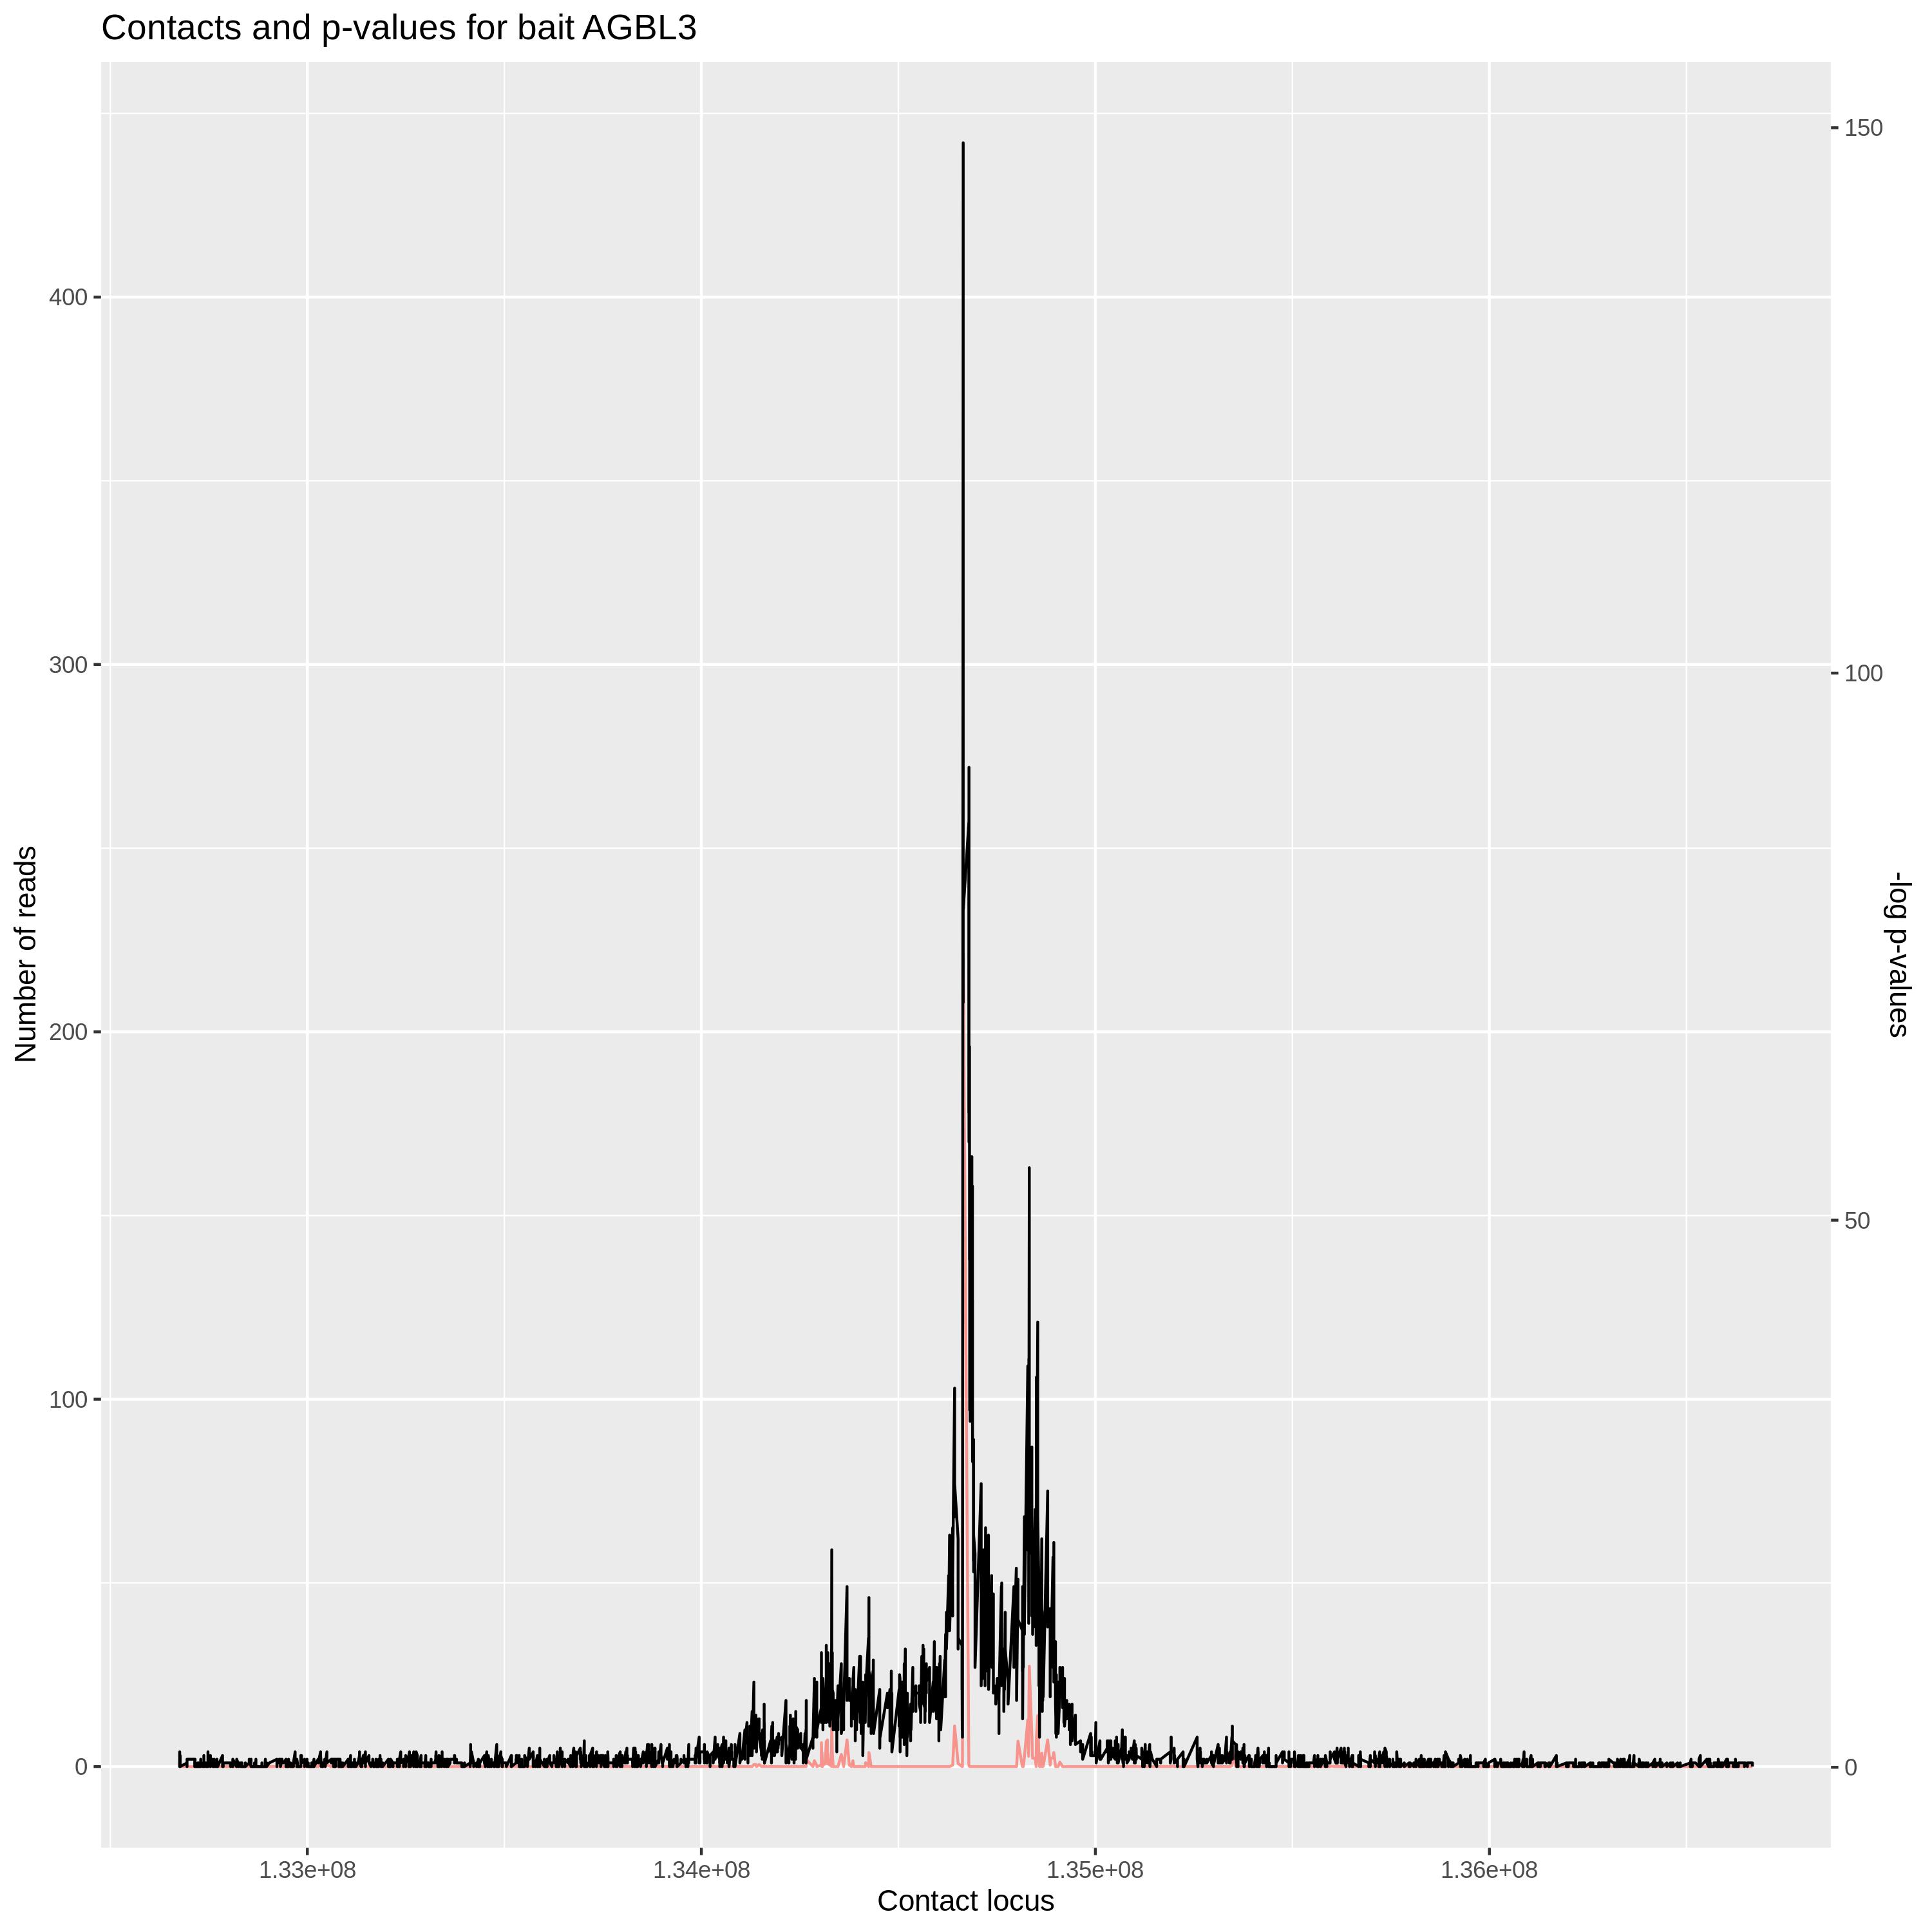 Contacts and p-values for bait AGBL3
Number of reads
400
300
200
100
0
150
100
50
0
-log p-values
1.33e+08
1.34e+08
1.35e+08
1.36e+08
Contact locus